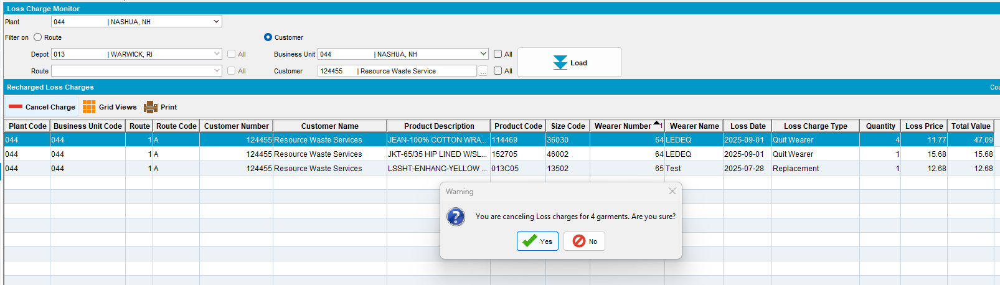 Loss Charge Monitor
Plant 044 | NASHUA, NH
Filter on Route Customer
Depot 013 | WARWICK, RI All Business Unit 044 | NASHUA, NH All
Load
Route All Customer 124455 | Resource Waste Service ... All
Recharged Loss Charges Cou
Cancel Charge Grid Views Print
Plant Code Business Unit Code Route Route Code Customer Number Customer Name Product Description Product Code Size Code Wearer Number 1 Wearer Name Loss Date Loss Charge Type Quantity Loss Price Total Value
044 044 1 A 124455 Resource Waste Services JEAN-100% COTTON WRA... 114469 36030 64 LEDEQ 2025-09-01 Quit Wearer 4 11.77 47.09
044 044 1 A 124455 Resource Waste Services JKT-65/35 HIP LINED W/SL... 152705 46002 64 LEDEQ 2025-09-01 Quit Wearer 1 15.68 15.68
044 044 1 A 124455 Resource Waste Services LSSHT-ENHANC-YELLOW ... 013C05 13502 65 Test 2025-07-28 Replacement 1 12.68 12.68
Warning
You are canceling Loss charges for 4 garments. Are you sure?
Yes No